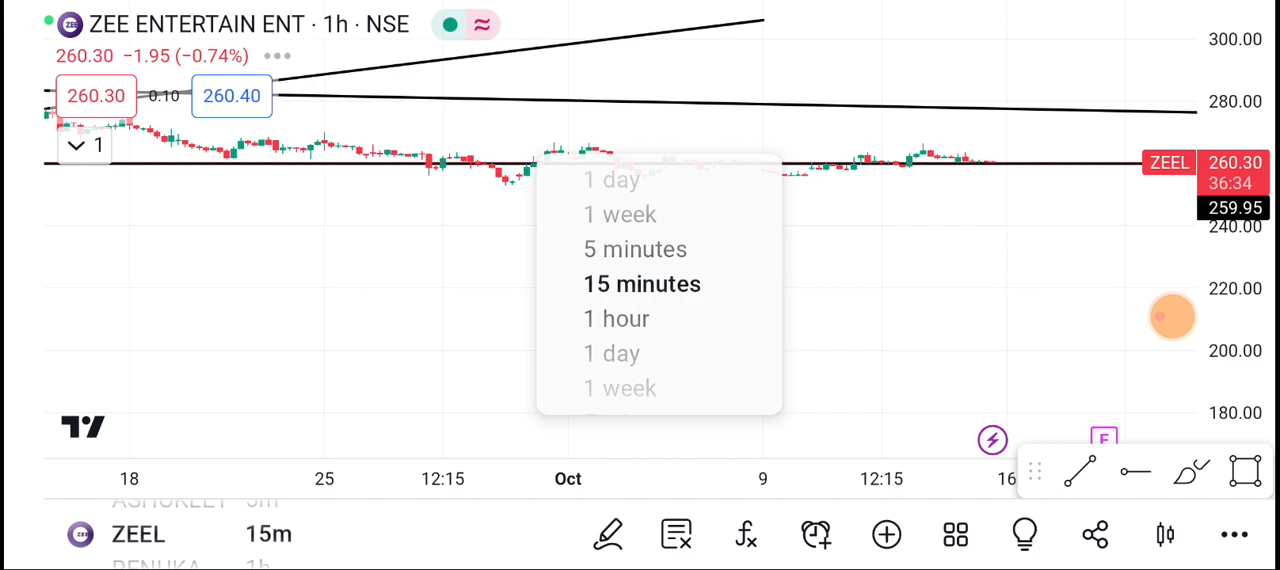 ZEE ENTERTAIN ENT · 1h · NSE
260.30 −1.95 (−0.74%)
260.30 0.10 260.40
1
300.00
280.00
ZEEL 260.30
36:34
259.95
240.00
220.00
200.00
180.00
1 day
1 week
5 minutes
15 minutes
1 hour
1 day
1 week
E
18 25 12:15 Oct 9 12:15 16
ASHOKLEY 5m
ZEEL 15m
RENUKA 1h